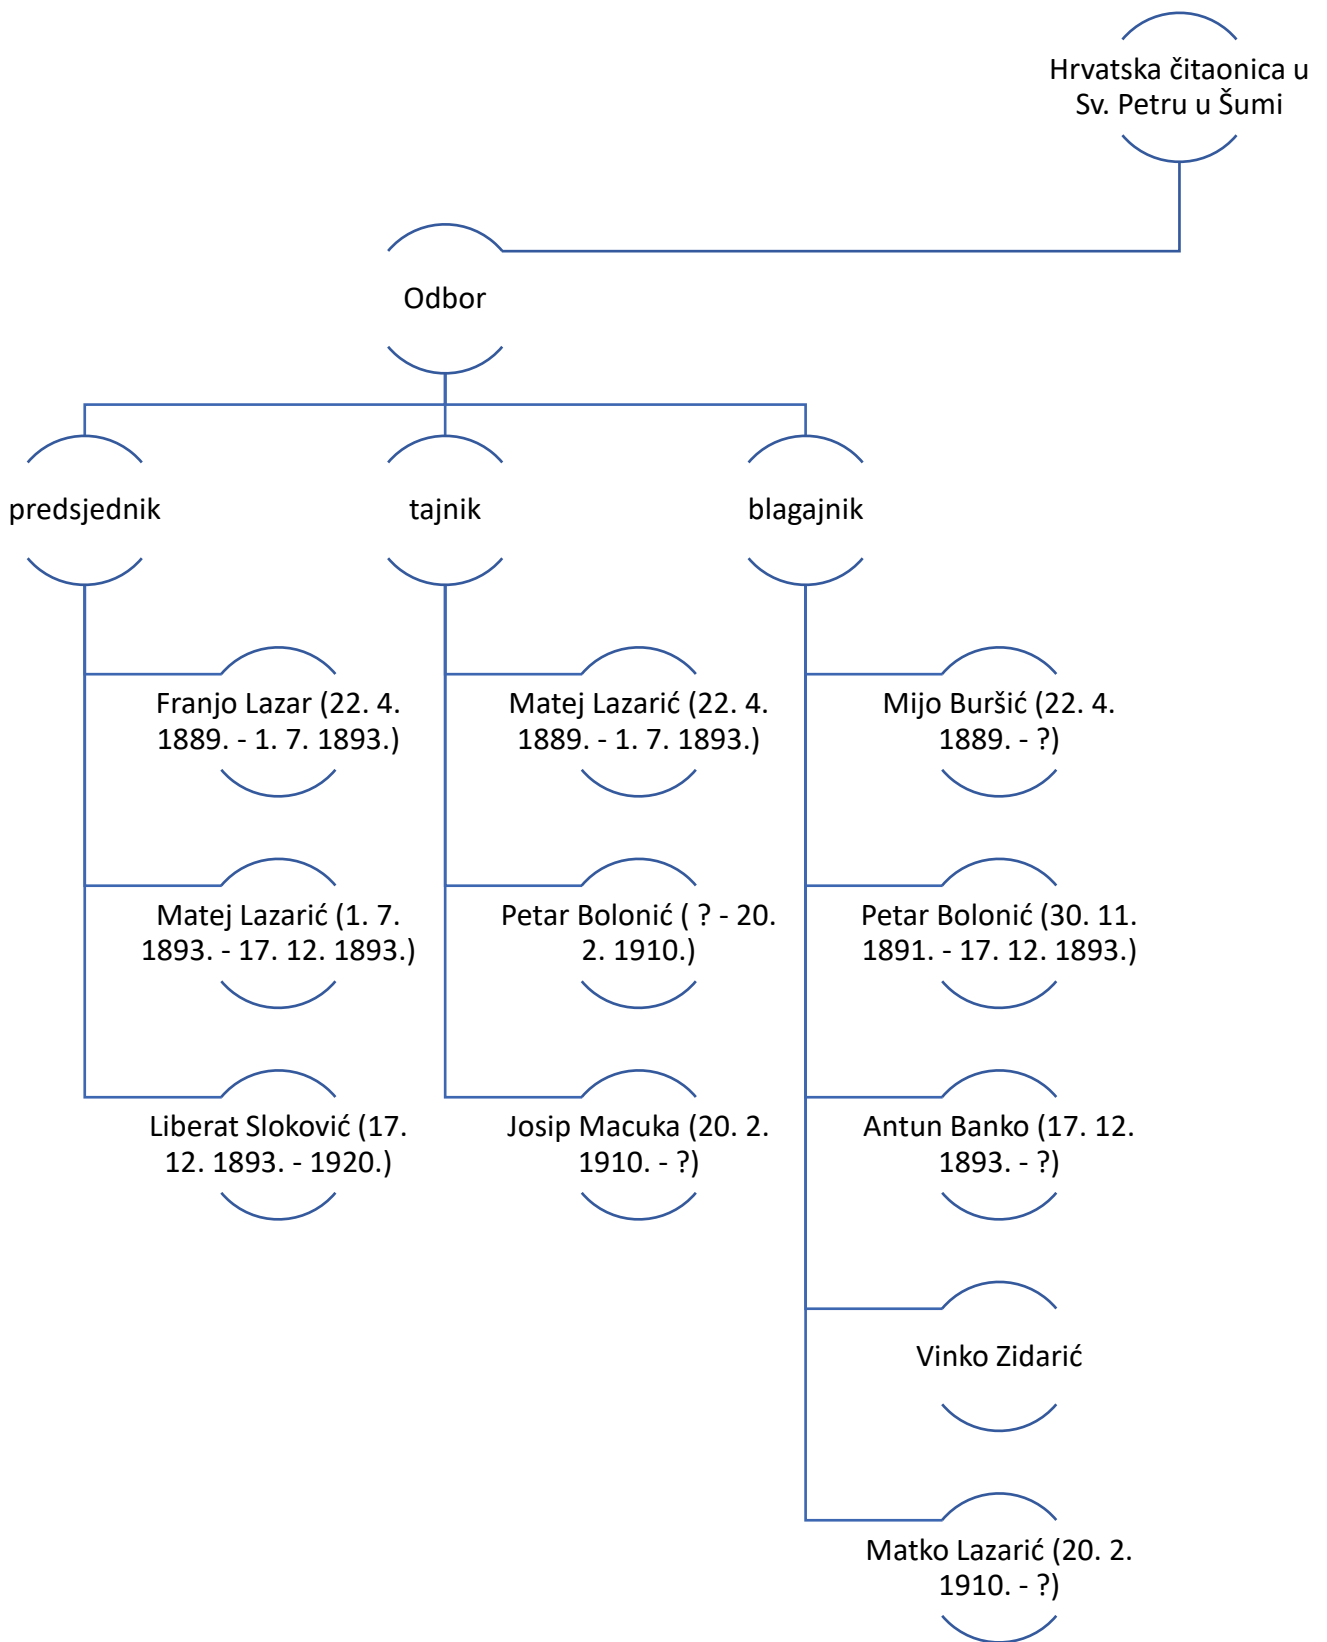 Hrvatska čitaonica u
Sv. Petru u Šumi
Odbor
predsjednik
tajnik
blagajnik
Franjo Lazar (22. 4.
1889. - 1. 7. 1893.)
Matej Lazarić (22. 4.
1889. - 1. 7. 1893.)
Mijo Buršić (22. 4.
1889. - ?)
Matej Lazarić (1. 7.
1893. - 17. 12. 1893.)
Petar Bolonić ( ? - 20.
2. 1910.)
Petar Bolonić (30. 11.
1891. - 17. 12. 1893.)
Liberat Sloković (17.
12. 1893. - 1920.)
Josip Macuka (20. 2.
1910. - ?)
Antun Banko (17. 12.
1893. - ?)
Vinko Zidarić
Matko Lazarić (20. 2.
1910. - ?)